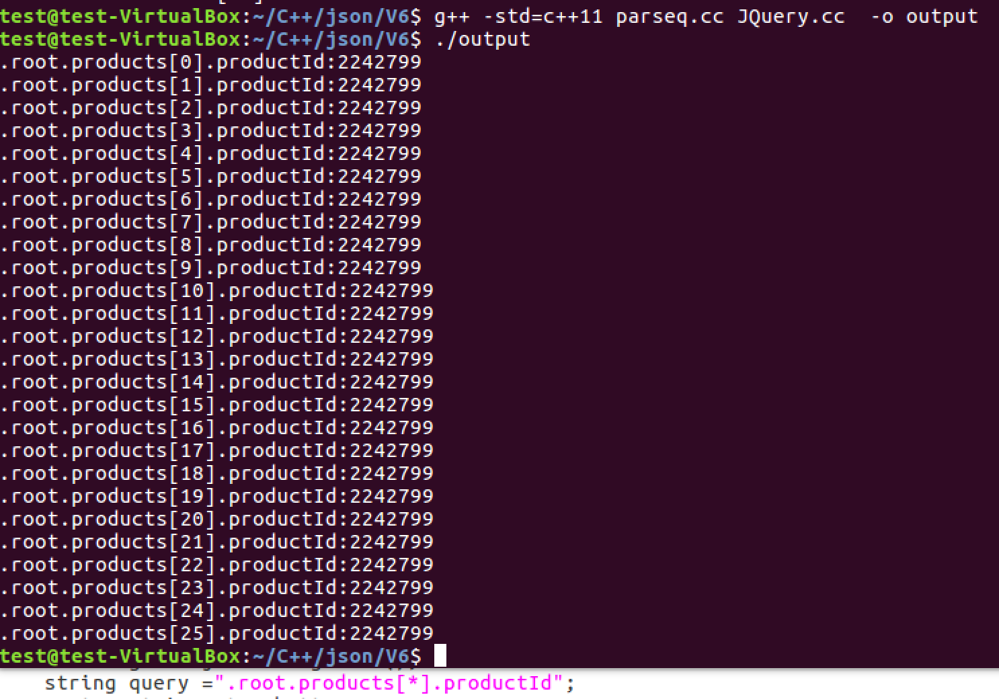 test@test-VirtualBox:~/C++/json/V6$ g++ -std=c++11 parseq.cc JQuery.cc  -o output
test@test-VirtualBox:~/C++/json/V6$ ./output
.root.products[0].productId:2242799
.root.products[1].productId:2242799
.root.products[2].productId:2242799
.root.products[3].productId:2242799
.root.products[4].productId:2242799
.root.products[5].productId:2242799
.root.products[6].productId:2242799
.root.products[7].productId:2242799
.root.products[8].productId:2242799
.root.products[9].productId:2242799
.root.products[10].productId:2242799
.root.products[11].productId:2242799
.root.products[12].productId:2242799
.root.products[13].productId:2242799
.root.products[14].productId:2242799
.root.products[15].productId:2242799
.root.products[16].productId:2242799
.root.products[17].productId:2242799
.root.products[18].productId:2242799
.root.products[19].productId:2242799
.root.products[20].productId:2242799
.root.products[21].productId:2242799
.root.products[22].productId:2242799
.root.products[23].productId:2242799
.root.products[24].productId:2242799
.root.products[25].productId:2242799
test@test-VirtualBox:~/C++/json/V6$
string query =".root.products[*].productId";